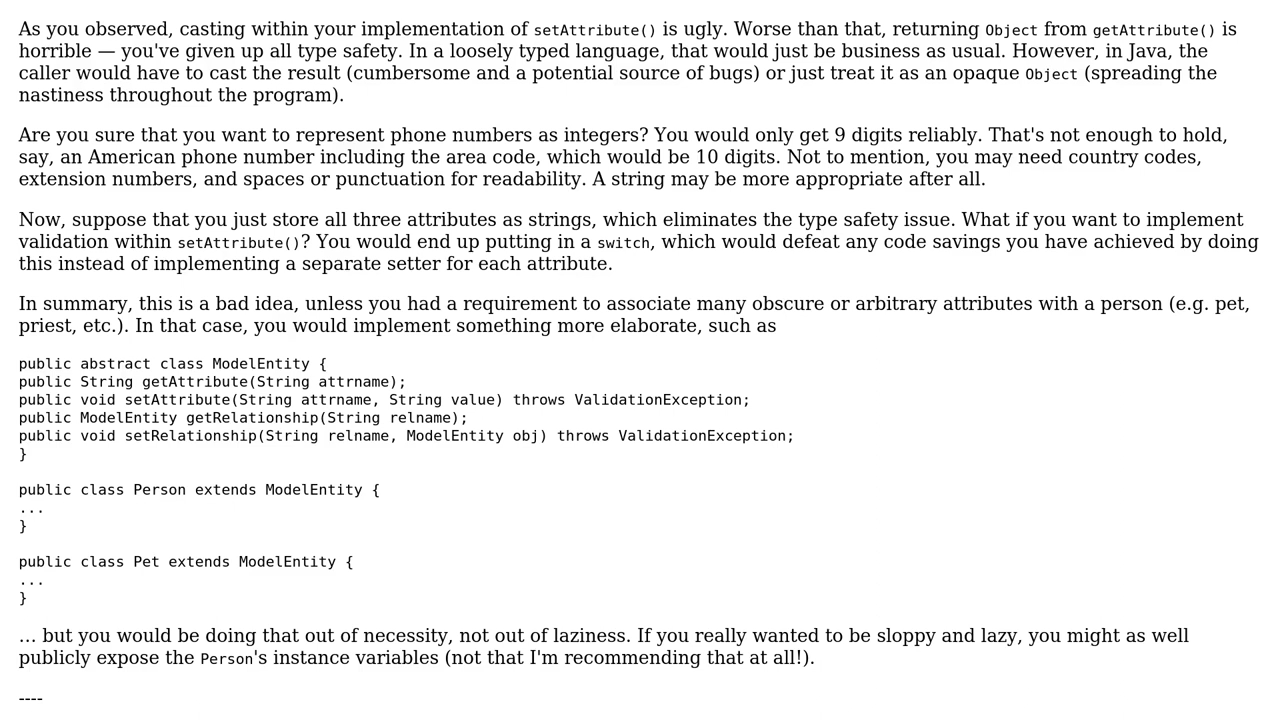 As you observed, casting within your implementation of setAttribute() is ugly. Worse than that, returning Object from getAttribute() is
horrible — you've given up all type safety. In a loosely typed language, that would just be business as usual. However, in Java, the
caller would have to cast the result (cumbersome and a potential source of bugs) or just treat it as an opaque Object (spreading the
nastiness throughout the program).
Are you sure that you want to represent phone numbers as integers? You would only get 9 digits reliably. That's not enough to hold,
say, an American phone number including the area code, which would be 10 digits. Not to mention, you may need country codes,
extension numbers, and spaces or punctuation for readability. A string may be more appropriate after all.
Now, suppose that you just store all three attributes as strings, which eliminates the type safety issue. What if you want to implement
validation within setAttribute()? You would end up putting in a switch, which would defeat any code savings you have achieved by doing
this instead of implementing a separate setter for each attribute.
In summary, this is a bad idea, unless you had a requirement to associate many obscure or arbitrary attributes with a person (e.g. pet,
priest, etc.). In that case, you would implement something more elaborate, such as
public abstract class ModelEntity {
public String getAttribute(String attrname);
public void setAttribute(String attrname, String value) throws ValidationException;
public ModelEntity getRelationship(String relname);
public void setRelationship(String relname, ModelEntity obj) throws ValidationException;
}
public class Person extends ModelEntity {
...
}
public class Pet extends ModelEntity {
...
}
… but you would be doing that out of necessity, not out of laziness. If you really wanted to be sloppy and lazy, you might as well
publicly expose the Person's instance variables (not that I'm recommending that at all!).
----